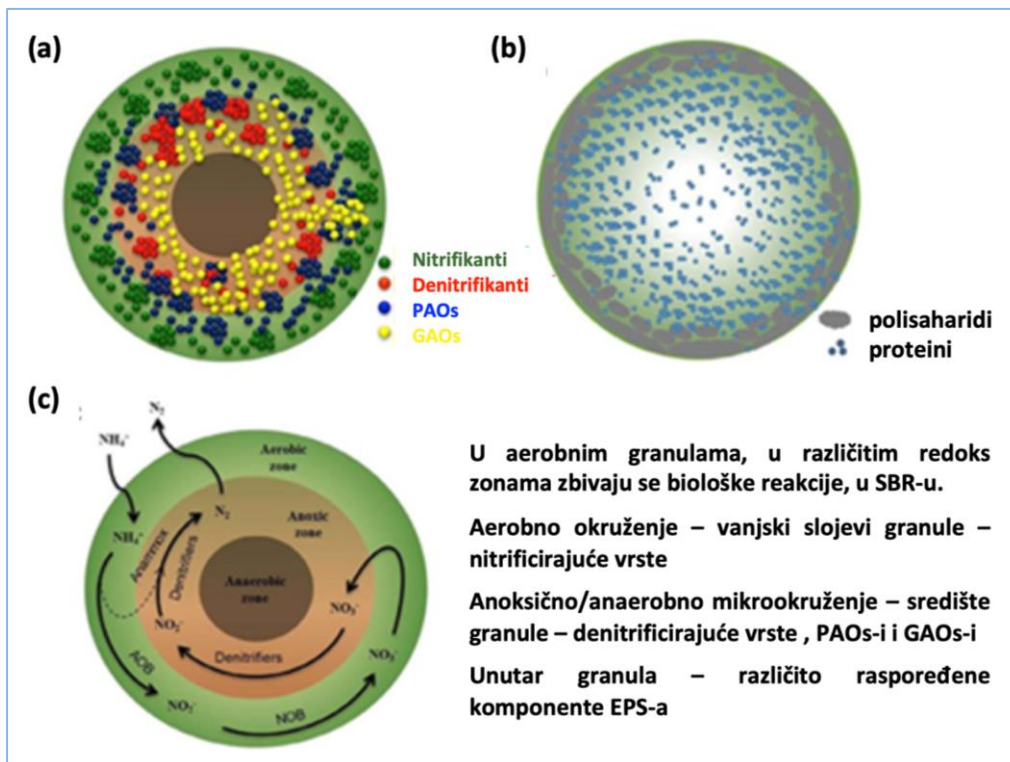 (a)
Nitrifikanti
Denitrifikanti
PAOs
GAOs
(b)
polisaharidi
proteini
(c)
N₂
NH₄⁺
Aerobic
zone
N₂
Anoxic
zone
NH₄⁺
Anammox
Denitrifiers
Anaerobic
zone
NO₃⁻
NO₂⁻
Denitrifiers
NO₃⁻
AOB
NO₂⁻
NOB
U aerobnim granulama, u različitim redoks
zonama zbivaju se biološke reakcije, u SBR-u.
Aerobno okruženje – vanjski slojevi granule –
nitrificirajuće vrste
Anoksično/anaerobno mikrookruženje – središte
granule – denitrificirajuće vrste , PAOs-i i GAOs-i
Unutar granula – različito raspoređene
komponente EPS-a